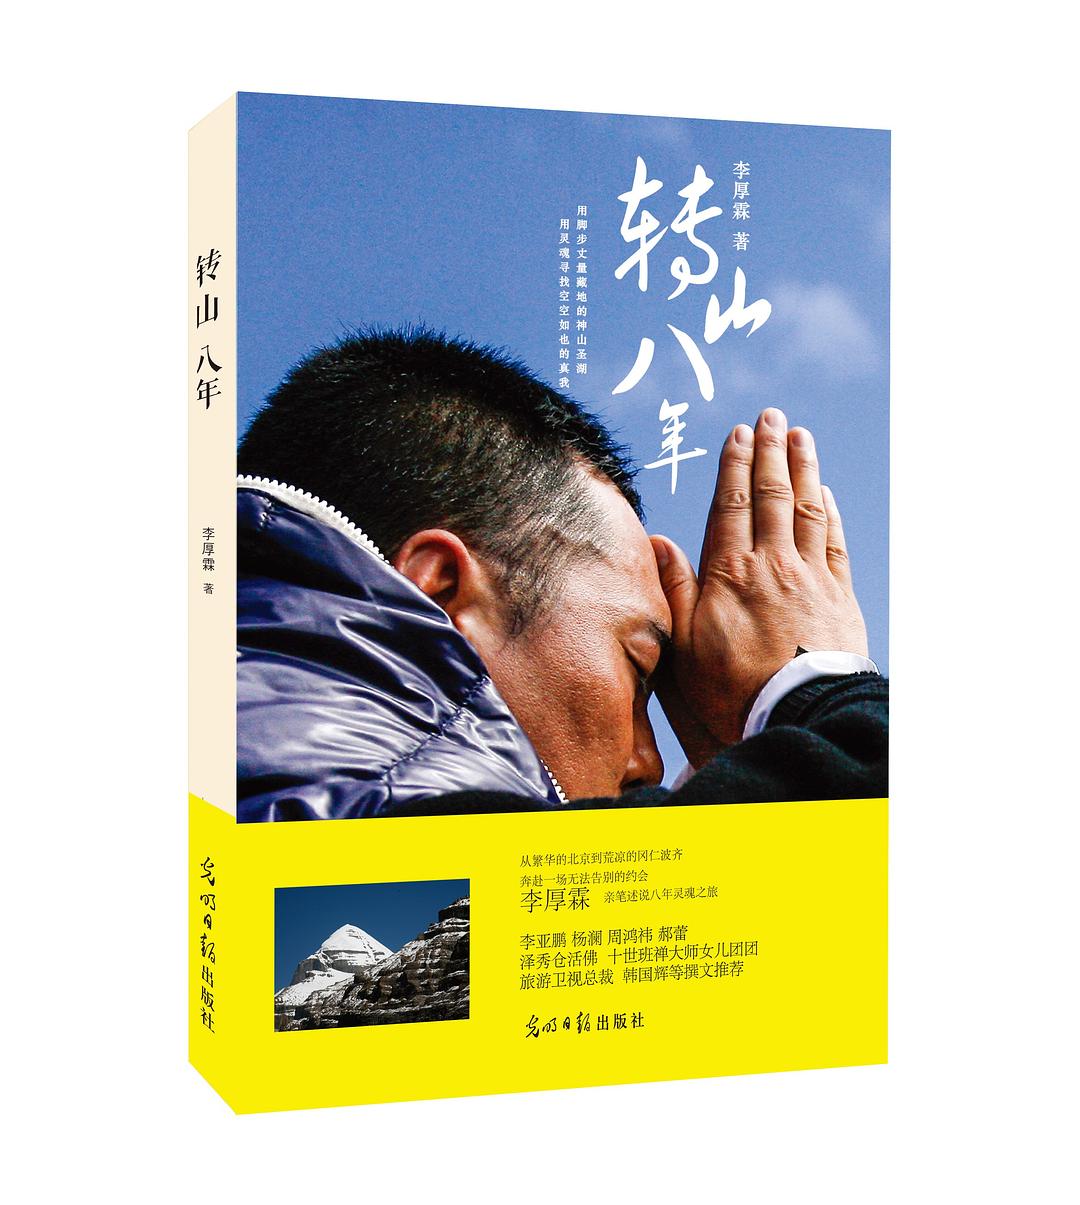 转山八年
李厚霖 著
用脚步丈量藏地的神山圣湖
用灵魂寻找空空如也的真我
转山 八年
李厚霖 著
光明日报出版社
从繁华的北京到荒凉的冈仁波齐
奔赴一场无法告别的约会
李厚霖 亲笔述说八年灵魂之旅
李亚鹏 杨澜 周鸿祎 郝蕾
泽秀仓活佛 十世班禅大师女儿团团
旅游卫视总裁 韩国辉等撰文推荐
光明日报出版社